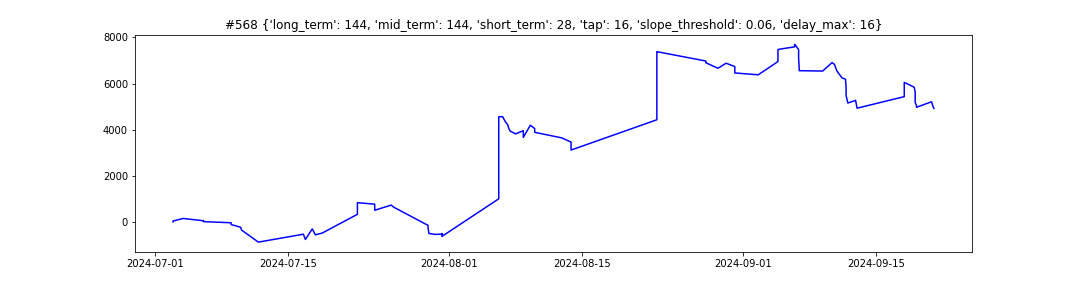 #568 {'long_term': 144, 'mid_term': 144, 'short_term': 28, 'tap': 16, 'slope_threshold': 0.06, 'delay_max': 16}
8000
6000
4000
2000
0
2024-07-01 2024-07-15 2024-08-01 2024-08-15 2024-09-01 2024-09-15